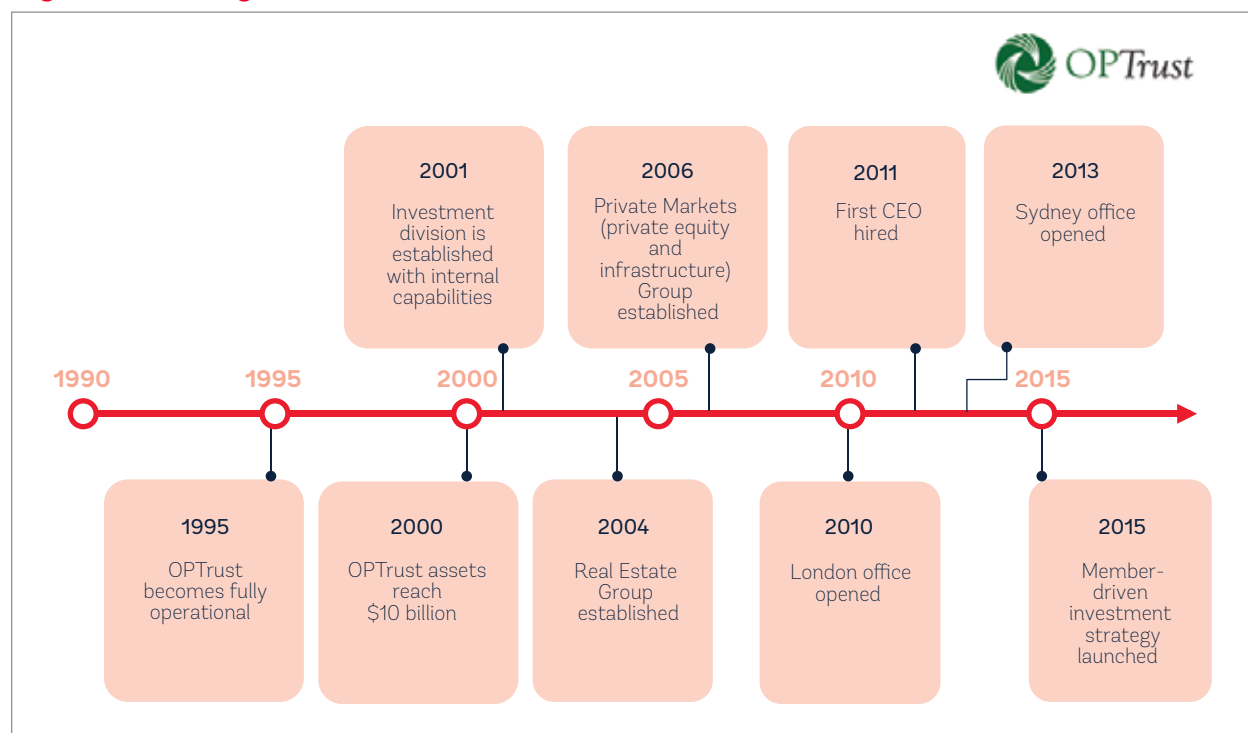 OPTrust
2001
Investment
division is
established
with internal
capabilities
2006
Private Markets
(private equity
and
infrastructure)
Group
established
2011
First CEO
hired
2013
Sydney office
opened
1990
1995
2000
2005
2010
2015
1995
OPTrust
becomes fully
operational
2000
OPTrust assets
reach
$10 billion
2004
Real Estate
Group
established
2010
London office
opened
2015
Member-
driven
investment
strategy
launched